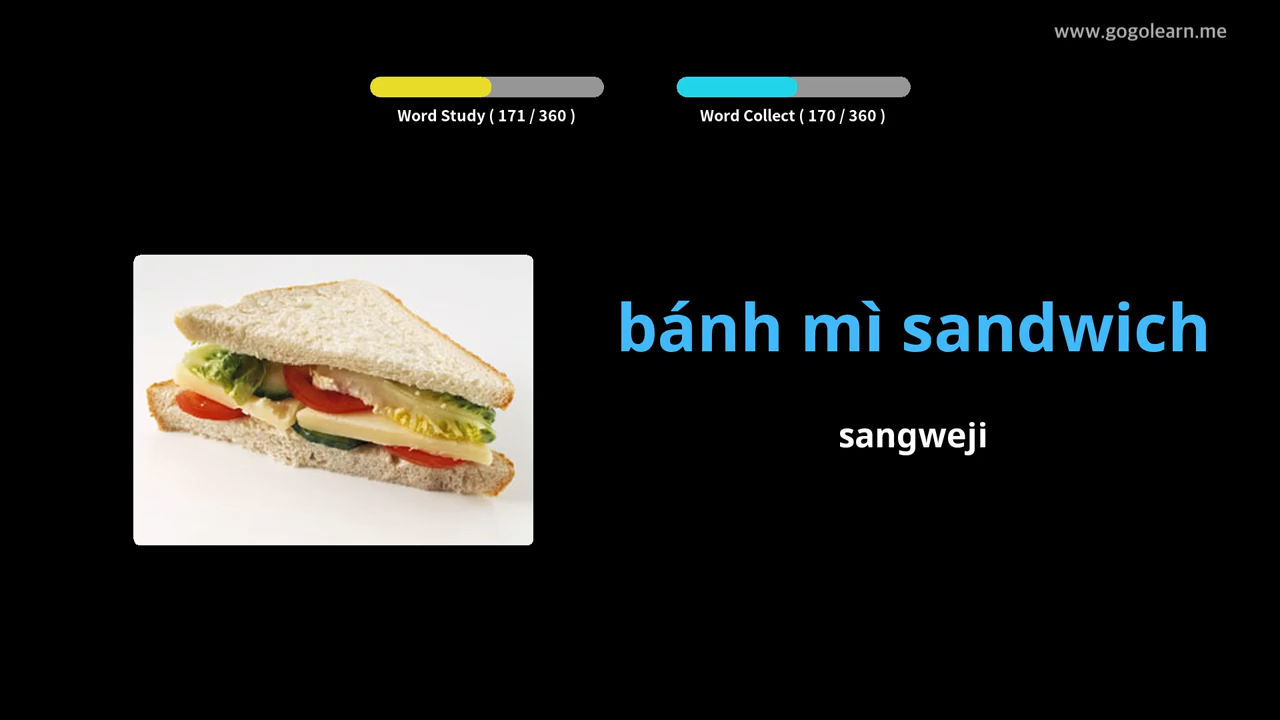 www.gogolearn.me
Word Study ( 171 / 360 )
Word Collect ( 170 / 360 )
bánh mì sandwich
sangweji